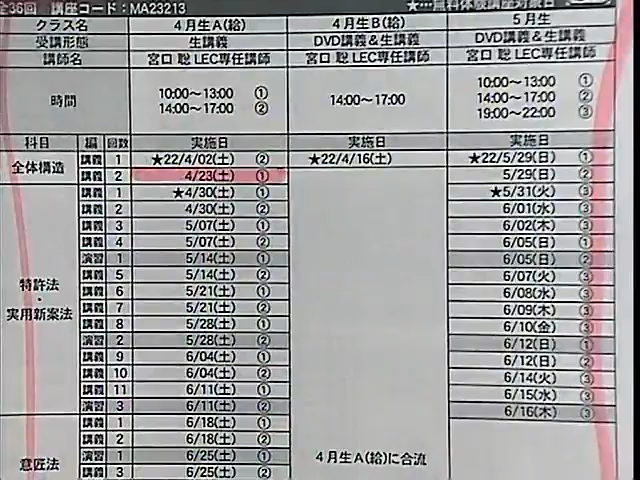 全36回 講座コード：MA23213 ★…無料体験講座対象日
クラス名 4月生A(給) 4月生B(給) 5月生
受講形態 生講義 DVD講義＆生講義 DVD講義＆生講義
講師名 宮口 聡 LEC専任講師 宮口 聡 LEC専任講師 宮口 聡 LEC専任講師
時間 10:00〜13:00 ① 14:00〜17:00 ② 14:00〜17:00 10:00〜13:00 ① 14:00〜17:00 ② 19:00〜22:00 ③
科目 編 回数 実施日 実施日 実施日
全体構造 講義 1 ★22/4/02(土) ② ★22/4/16(土) ★22/5/29(日) ①
講義 2 4/23(土) ① 5/29(日) ②
特許法・実用新案法 講義 1 ★4/30(土) ① ★5/31(火) ③
講義 2 4/30(土) ② 6/01(水) ③
講義 3 5/07(土) ① 6/02(木) ③
講義 4 5/07(土) ② 6/05(日) ①
演習 1 5/14(土) ① 6/05(日) ②
講義 5 5/14(土) ② 6/07(火) ③
講義 6 5/21(土) ① 6/08(水) ③
講義 7 5/21(土) ② 6/09(木) ③
講義 8 5/28(土) ① 6/10(金) ③
演習 2 5/28(土) ② 6/12(日) ①
講義 9 6/04(土) ① 6/12(日) ②
講義 10 6/04(土) ② 6/14(火) ③
講義 11 6/11(土) ① 6/15(水) ③
演習 3 6/11(土) ② 6/16(木) ③
意匠法 講義 1 6/18(土) ①
講義 2 6/18(土) ②
演習 1 6/25(土) ① 4月生A(給)に合流
講義 3 6/25(土) ②